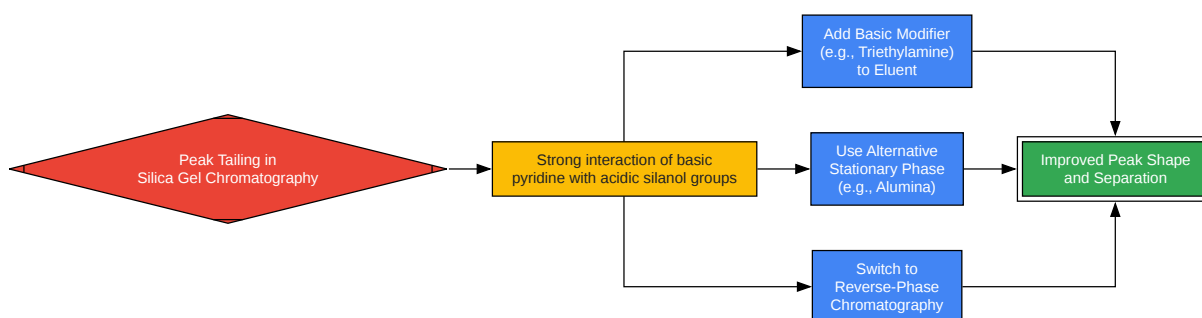 Peak Tailing in
Silica Gel Chromatography
Strong interaction of basic
pyridine with acidic silanol groups
Add Basic Modifier
(e.g., Triethylamine)
to Eluent
Use Alternative
Stationary Phase
(e.g., Alumina)
Switch to
Reverse-Phase
Chromatography
Improved Peak Shape
and Separation